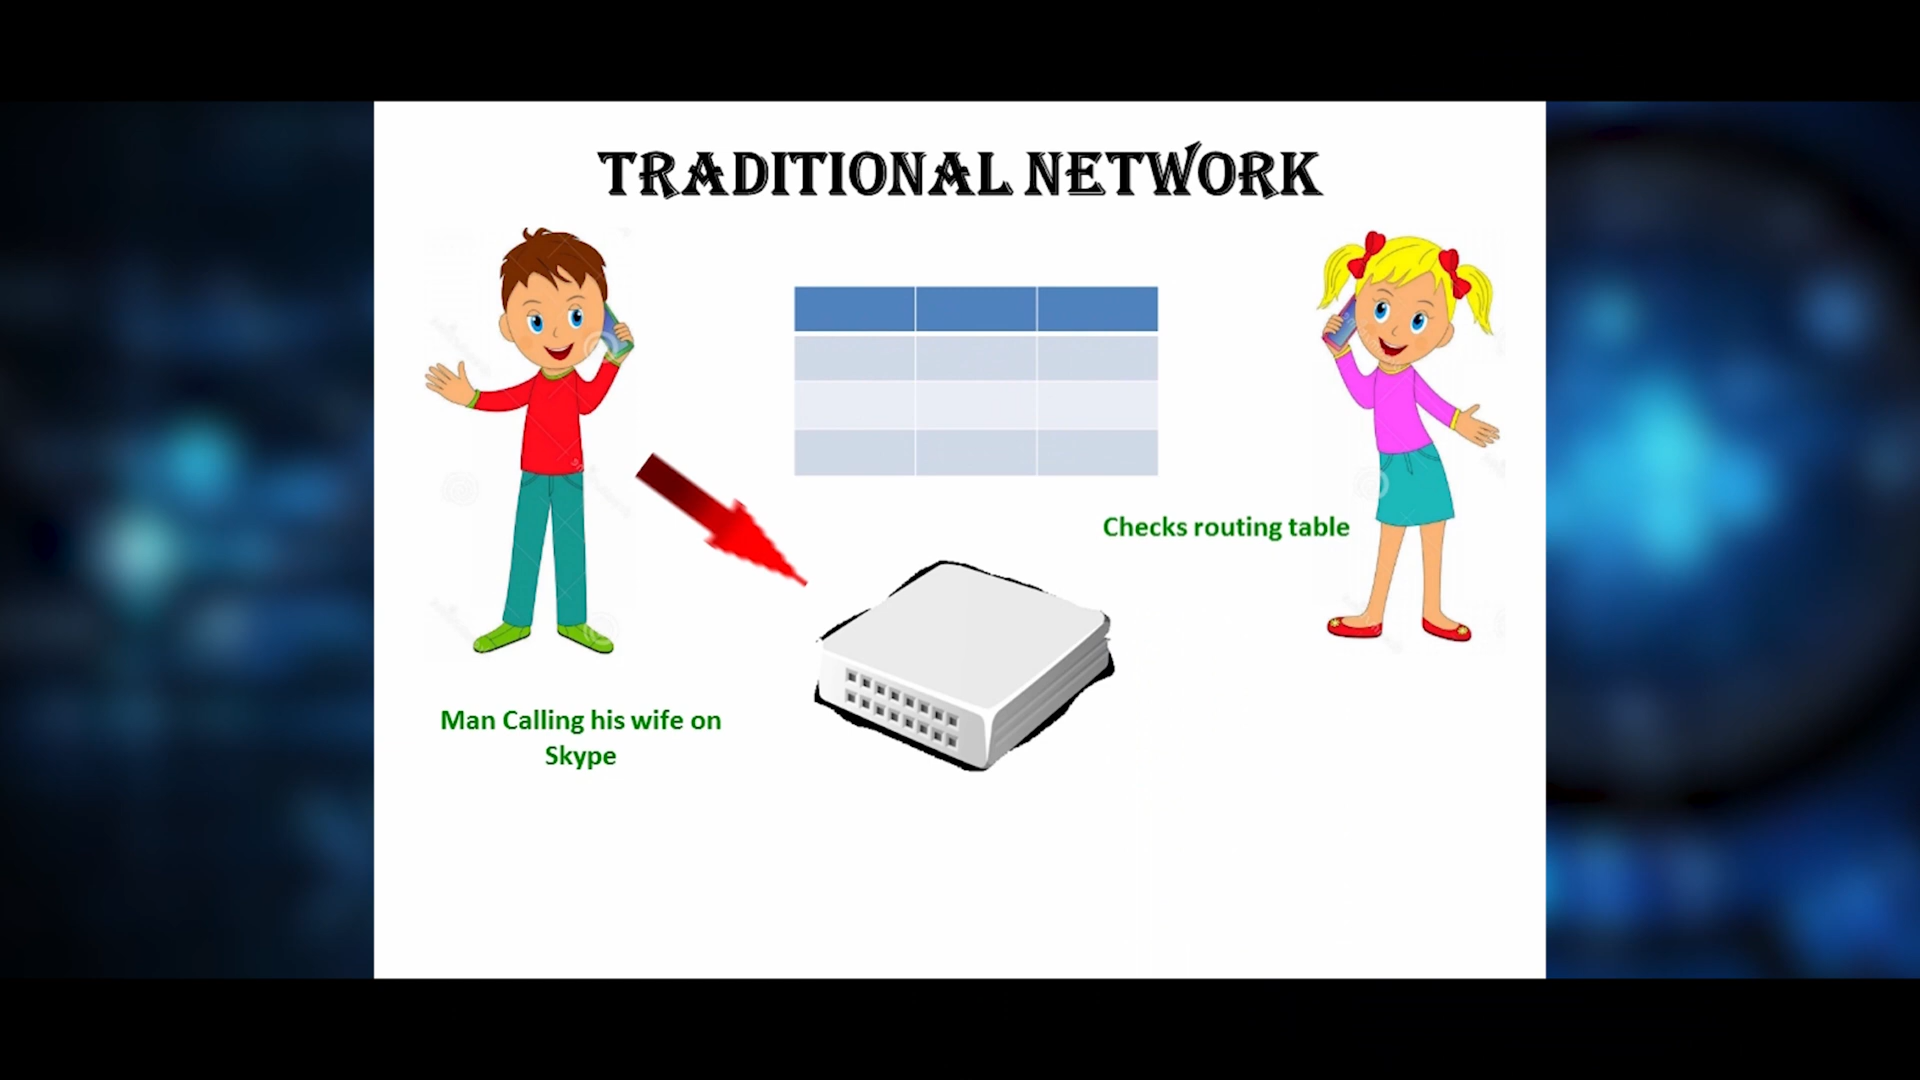 TRADITIONAL NETWORK
Checks routing table
Man Calling his wife on
Skype